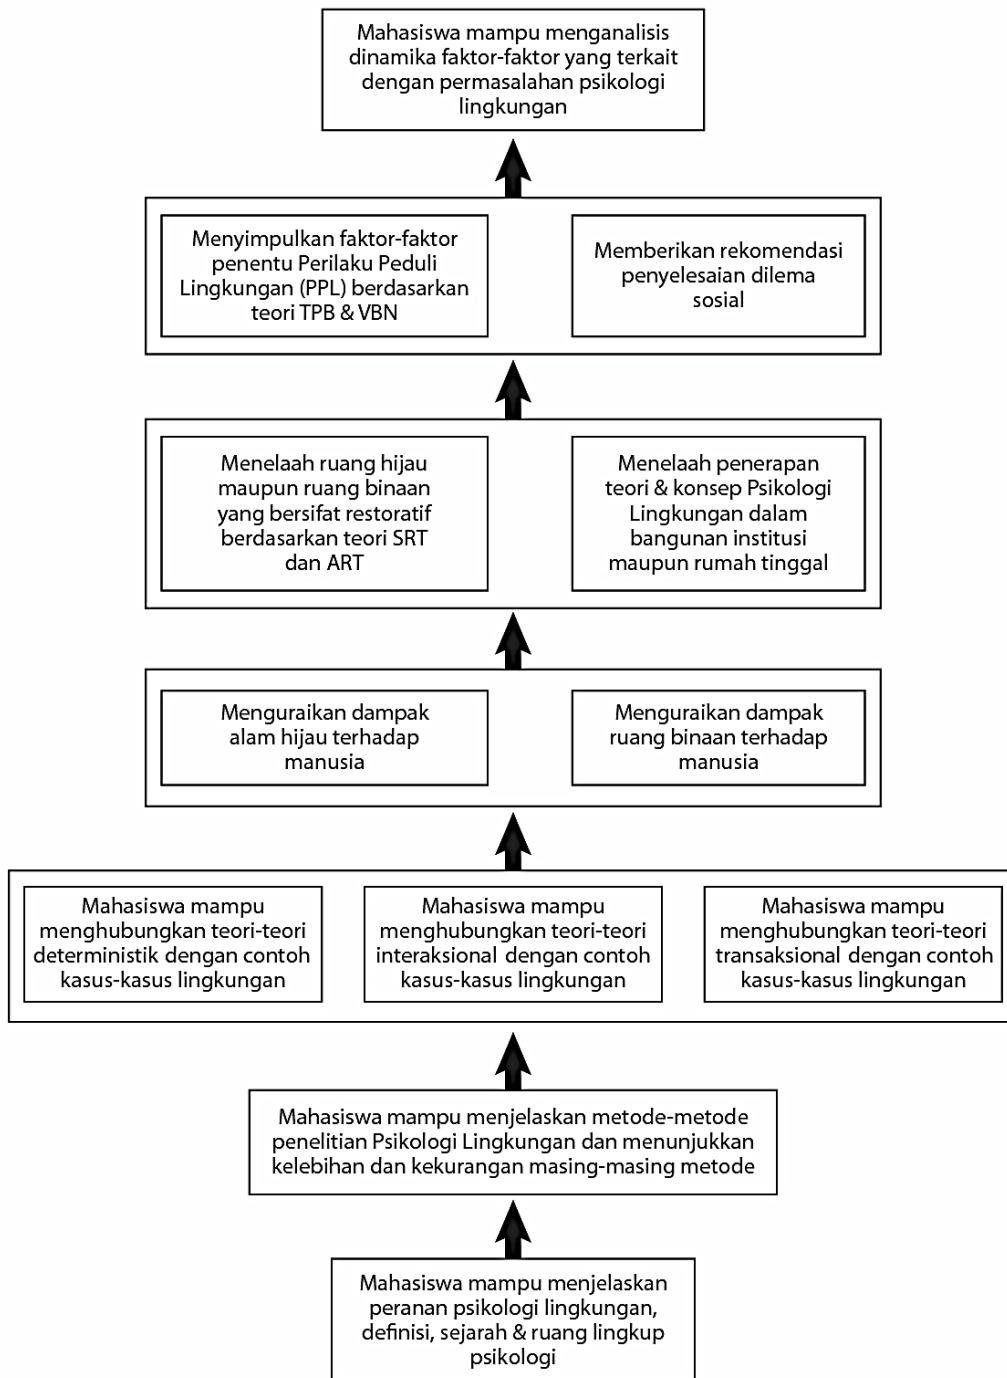 Mahasiswa mampu menganalisis
dinamika faktor-faktor yang terkait
dengan permasalahan psikologi
lingkungan
Menyimpulkan faktor-faktor
penentu Perilaku Peduli
Lingkungan (PPL) berdasarkan
teori TPB & VBN
Memberikan rekomendasi
penyelesaian dilema
sosial
Menelaah ruang hijau
maupun ruang binaan
yang bersifat restoratif
berdasarkan teori SRT
dan ART
Menelaah penerapan
teori & konsep Psikologi
Lingkungan dalam
bangunan institusi
maupun rumah tinggal
Menguraikan dampak
alam hijau terhadap
manusia
Menguraikan dampak
ruang binaan terhadap
manusia
Mahasiswa mampu
menghubungkan teori-teori
deterministik dengan contoh
kasus-kasus lingkungan
Mahasiswa mampu
menghubungkan teori-teori
interaksional dengan contoh
kasus-kasus lingkungan
Mahasiswa mampu
menghubungkan teori-teori
transaksional dengan contoh
kasus-kasus lingkungan
Mahasiswa mampu menjelaskan metode-metode
penelitian Psikologi Lingkungan dan menunjukkan
kelebihan dan kekurangan masing-masing metode
Mahasiswa mampu menjelaskan
peranan psikologi lingkungan,
definisi, sejarah & ruang lingkup
psikologi